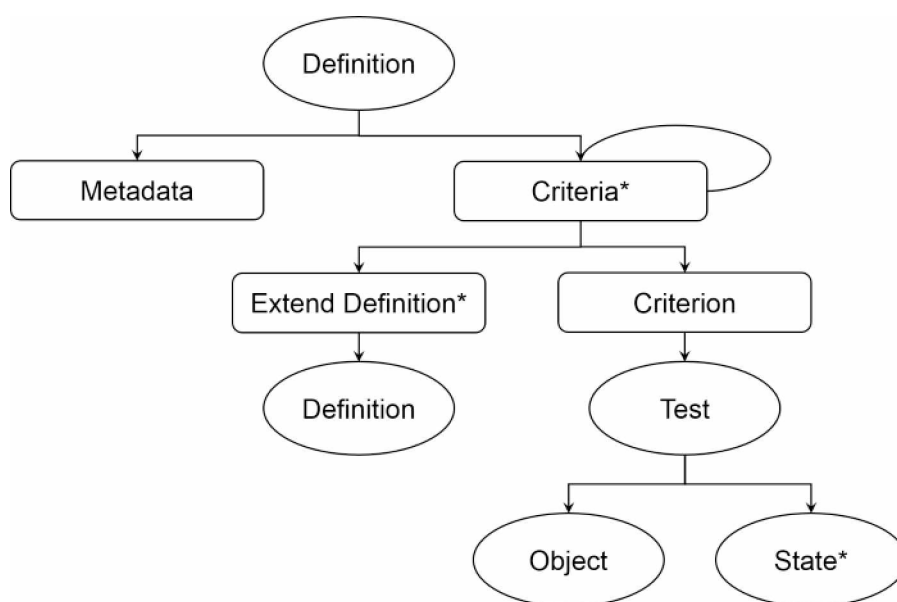 Definition
Metadata
Criteria*
Extend Definition*
Criterion
Definition
Test
Object
State*